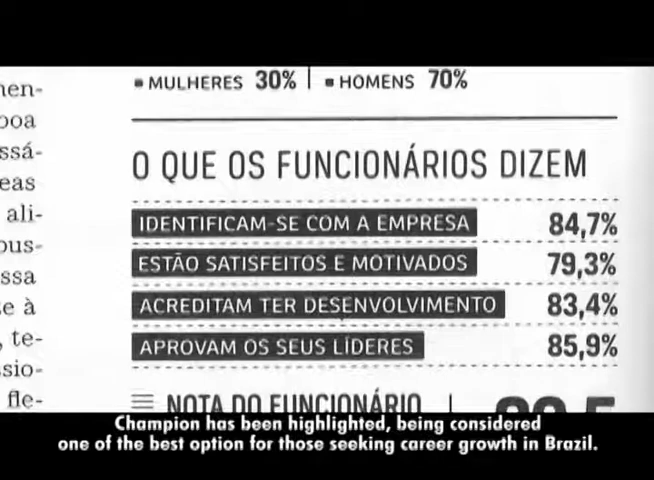 ▪ MULHERES 30% | ▪ HOMENS 70%
O QUE OS FUNCIONÁRIOS DIZEM
IDENTIFICAM-SE COM A EMPRESA 84,7%
ESTÃO SATISFEITOS E MOTIVADOS 79,3%
ACREDITAM TER DESENVOLVIMENTO 83,4%
APROVAM OS SEUS LÍDERES 85,9%
NOTA DO FUNCIONÁRIO
Champion has been highlighted, being considered
one of the best option for those seeking career growth in Brazil.